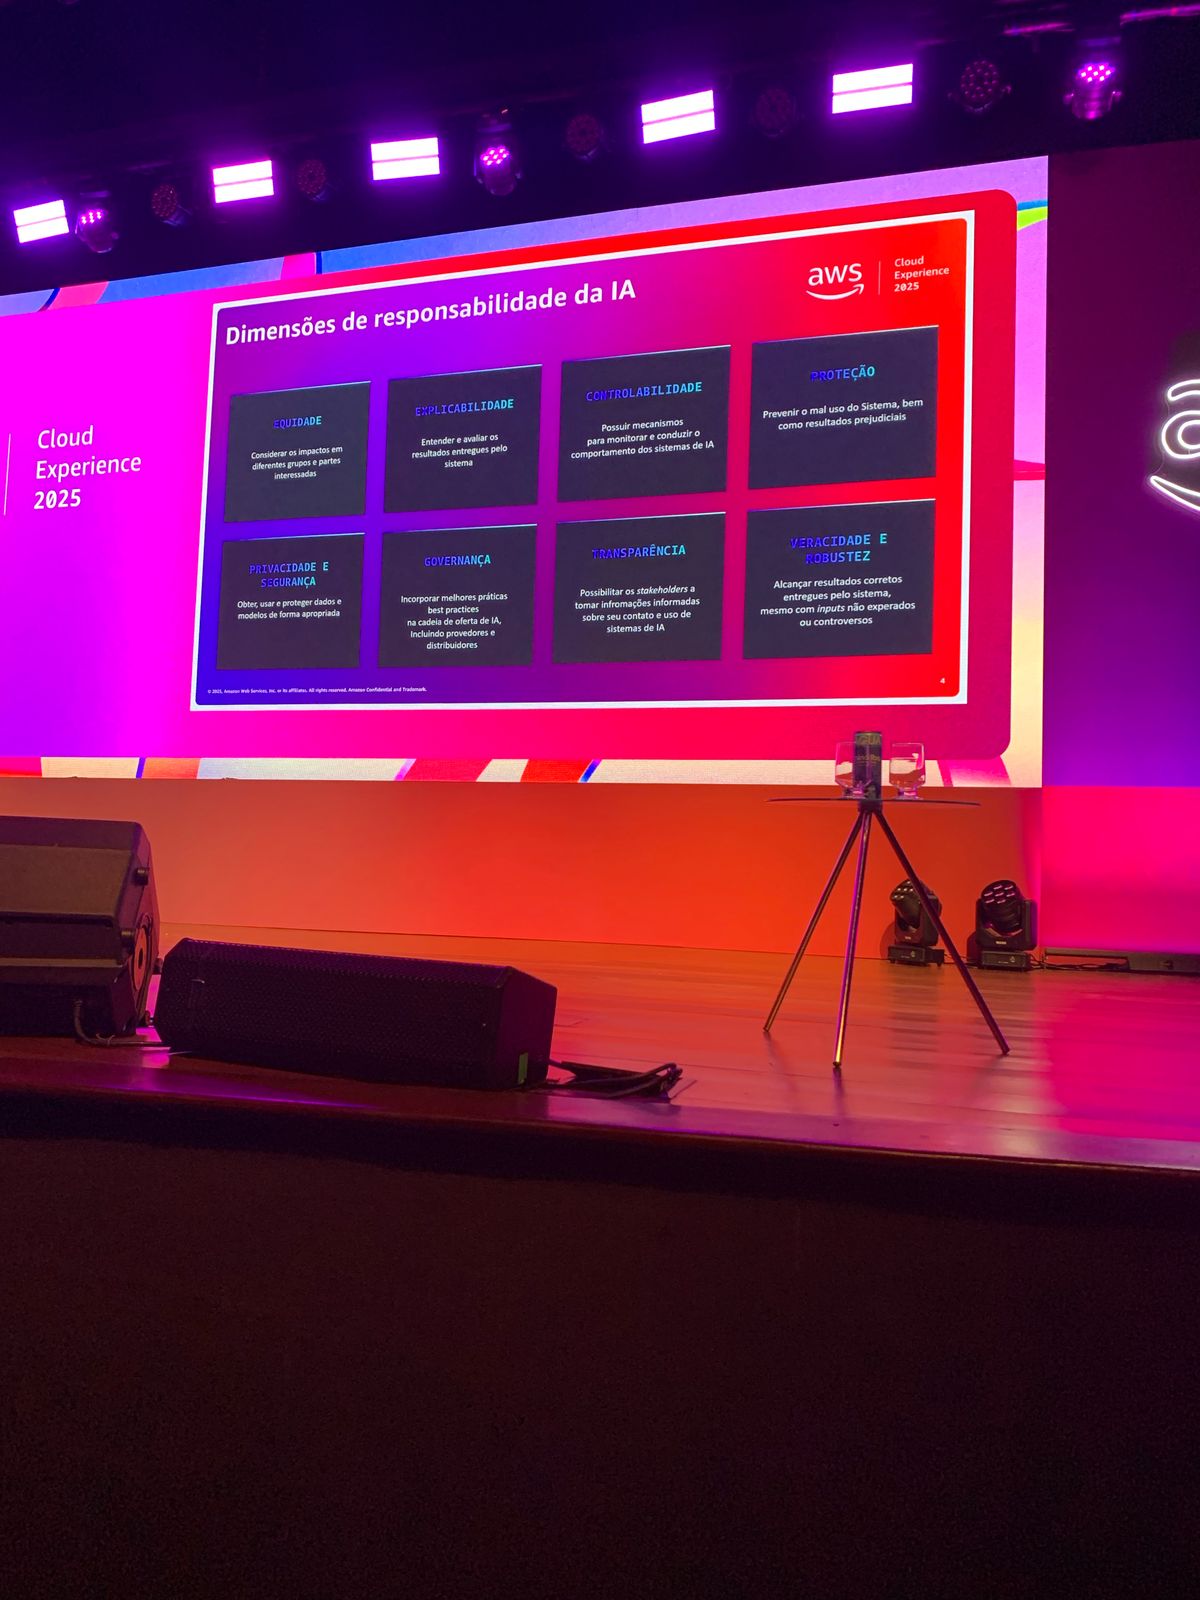 Cloud
Experience
2025
Dimensões de responsabilidade da IA
aws
Cloud
Experience
2025
EQUIDADE
Considerar os impactos em
diferentes grupos e partes
interessadas
EXPLICABILIDADE
Entender e avaliar os
resultados entregues pelo
sistema
CONTROLABILIDADE
Possuir mecanismos
para monitorar e conduzir o
comportamento dos sistemas de IA
PROTEÇÃO
Prevenir o mal uso do Sistema, bem
como resultados prejudiciais
PRIVACIDADE E
SEGURANÇA
Obter, usar e proteger dados e
modelos de forma apropriada
GOVERNANÇA
Incorporar melhores práticas
best practices
na cadeia de oferta de IA,
Incluindo provedores e
distribuidores
TRANSPARÊNCIA
Possibilitar os stakeholders a
tomar infromações informadas
sobre seu contato e uso de
sistemas de IA
VERACIDADE E
ROBUSTEZ
Alcançar resultados corretos
entregues pelo sistema,
mesmo com inputs não experados
ou controversos
© 2025, Amazon Web Services, Inc. or its affiliates. All rights reserved. Amazon Confidential and Trademark.
4